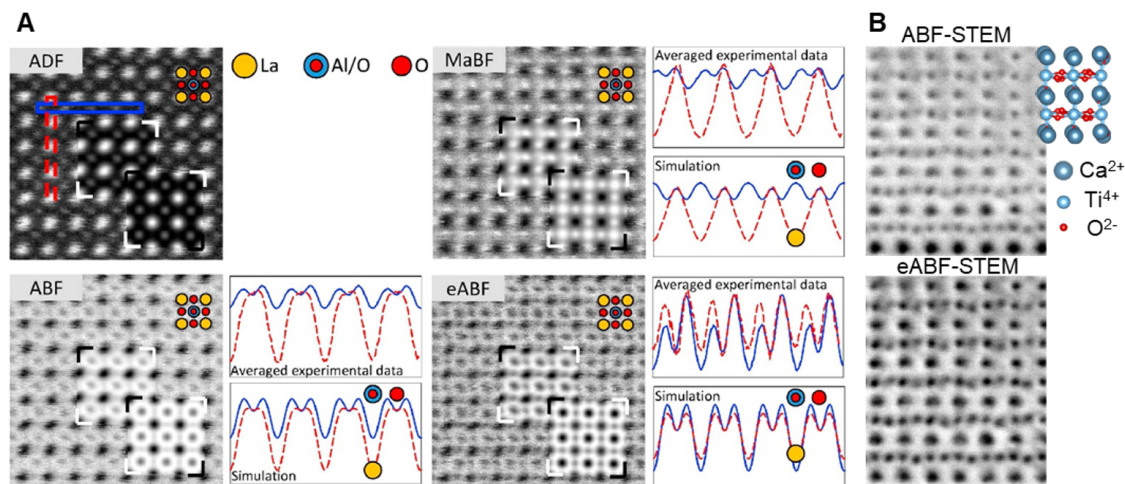 A
B
ADF
La
Al/O
O
MaBF
Averaged experimental data
Simulation
ABF
Averaged experimental data
Simulation
eABF
Averaged experimental data
Simulation
ABF-STEM
Ca²⁺
Ti⁴⁺
O²⁻
eABF-STEM